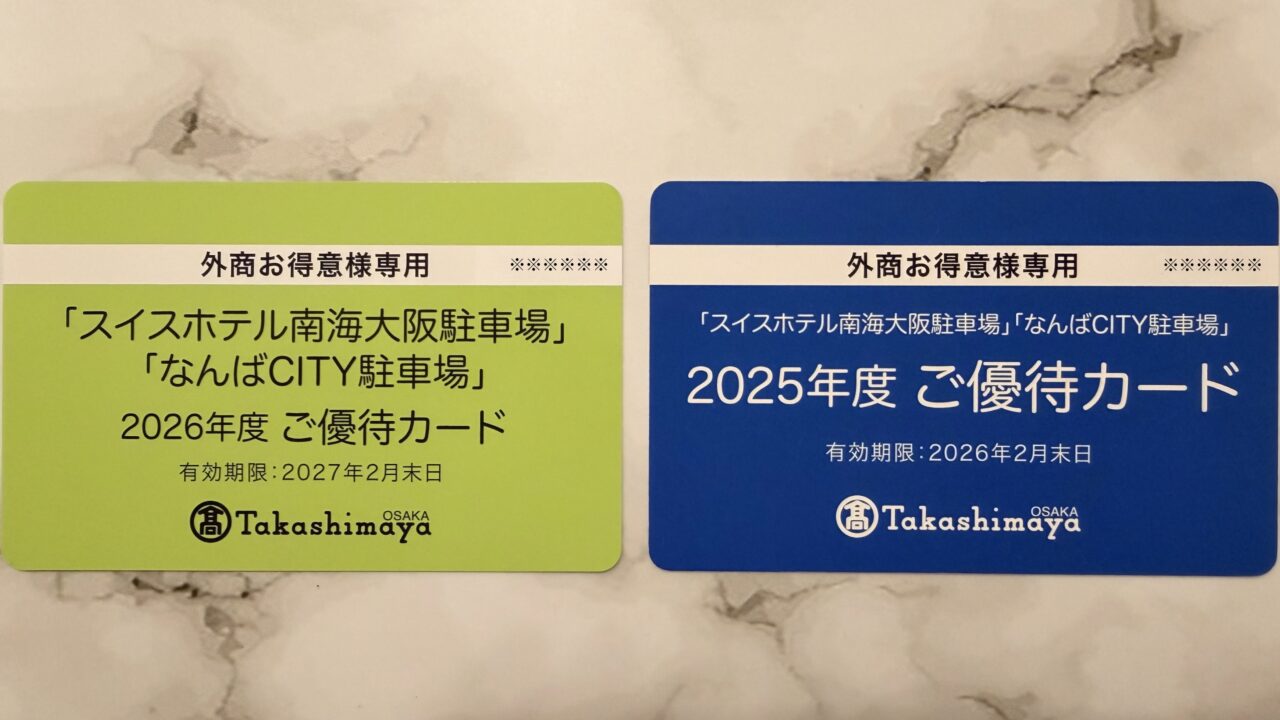 外商お得意様専用 ※※※※※※
「スイスホテル南海大阪駐車場」
「なんばCITY駐車場」
2026年度 ご優待カード
有効期限：2027年2月末日
髙 Takashimaya OSAKA
外商お得意様専用 ※※※※※※
「スイスホテル南海大阪駐車場」「なんばCITY駐車場」
2025年度 ご優待カード
有効期限：2026年2月末日
髙 Takashimaya OSAKA